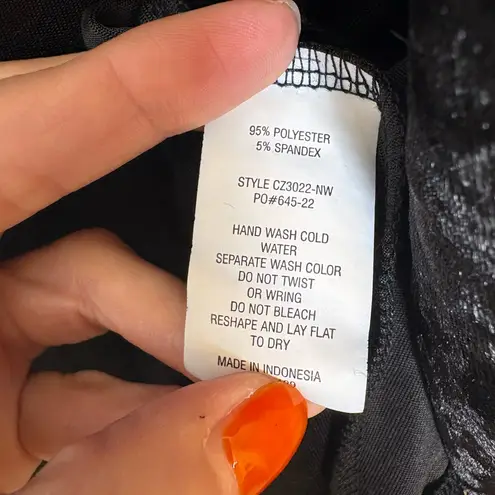 95% POLYESTER
5% SPANDEX
STYLE CZ3022-NW
PO#645-22
HAND WASH COLD
WATER
SEPARATE WASH COLOR
DO NOT TWIST
OR WRING
DO NOT BLEACH
RESHAPE AND LAY FLAT
TO DRY
MADE IN INDONESIA